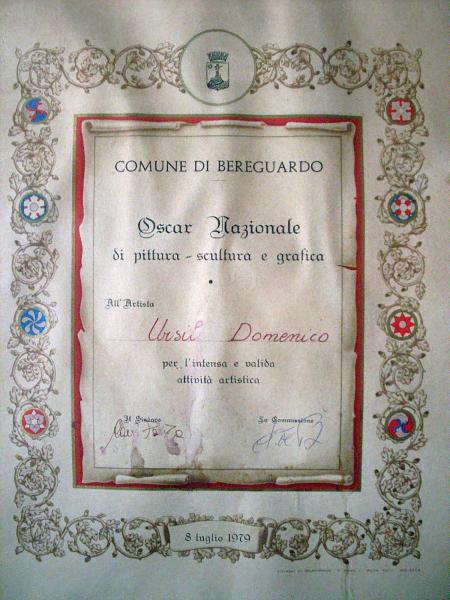 COMUNE DI BEREGUARDO
Oscar Nazionale
di pittura - scultura e grafica
All'Artista
Ursil Domenico
per l'intensa e valida
attività artistica
Il Sindaco
La Commissione
8 luglio 1979